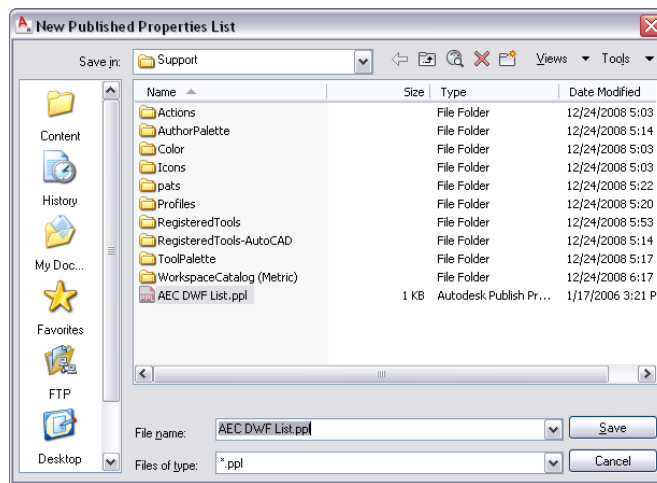 New Published Properties List
Save in: Support Views Tools
Name Size Type Date Modified
Actions File Folder 12/24/2008 5:03
AuthorPalette File Folder 12/24/2008 5:14
Color File Folder 12/24/2008 5:03
Icons File Folder 12/24/2008 5:03
pats File Folder 12/24/2008 5:22
Profiles File Folder 12/24/2008 5:20
RegisteredTools File Folder 12/24/2008 5:53
RegisteredTools-AutoCAD File Folder 12/24/2008 5:14
ToolPalette File Folder 12/24/2008 5:17
WorkspaceCatalog (Metric) File Folder 12/24/2008 6:17
AEC DWF List.ppl 1 KB Autodesk Publish Pr... 1/17/2006 3:21 P
Content
History
My Doc...
Favorites
FTP
Desktop
File name: AEC DWF List.ppl Save
Files of type: *.ppl Cancel